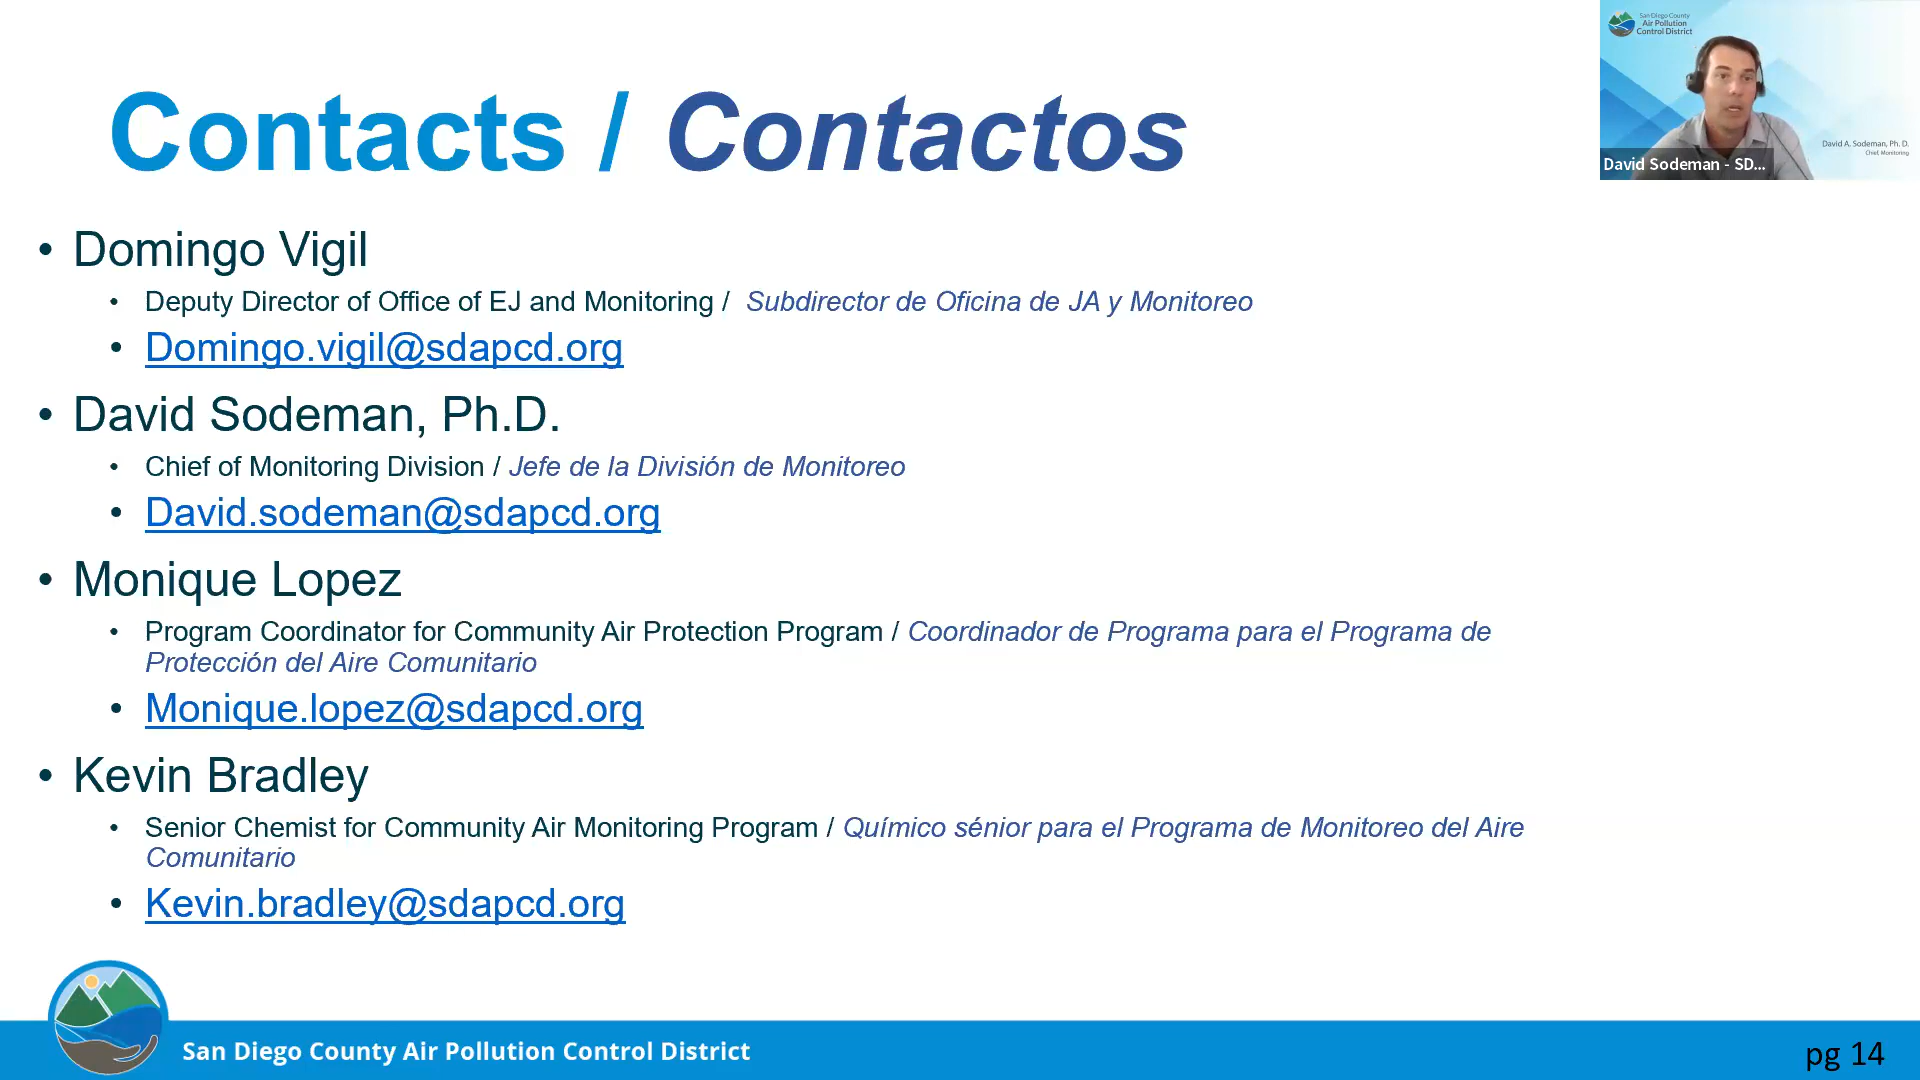 Contacts / Contactos
San Diego County
Air Pollution
Control District
David A. Sodeman, Ph. D.
Chief, Monitoring
David Sodeman - SD...
• Domingo Vigil
• Deputy Director of Office of EJ and Monitoring / Subdirector de Oficina de JA y Monitoreo
• Domingo.vigil@sdapcd.org
• David Sodeman, Ph.D.
• Chief of Monitoring Division / Jefe de la División de Monitoreo
• David.sodeman@sdapcd.org
• Monique Lopez
• Program Coordinator for Community Air Protection Program / Coordinador de Programa para el Programa de
Protección del Aire Comunitario
• Monique.lopez@sdapcd.org
• Kevin Bradley
• Senior Chemist for Community Air Monitoring Program / Químico sénior para el Programa de Monitoreo del Aire
Comunitario
• Kevin.bradley@sdapcd.org
San Diego County Air Pollution Control District
pg 14